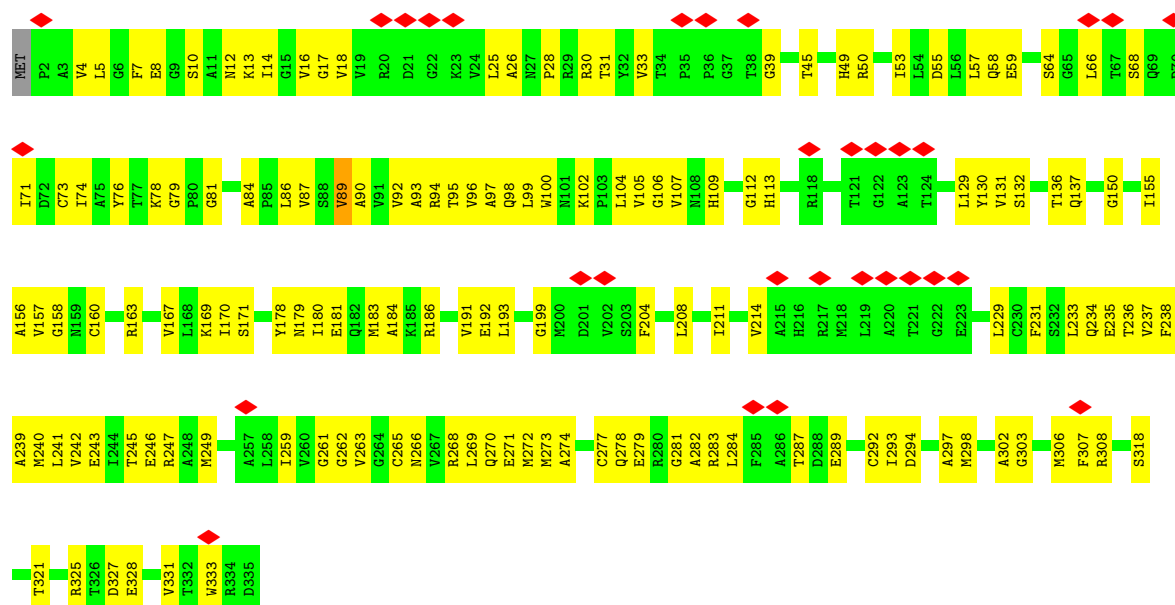 MET P2 A3 V4 L5 G6 F7 E8 G9 S10 A11 N12 K13 I14 G15 V16 G17 V18 V19 R20 D21 G22 K23 V24 L25 A26 N27 P28 R29 R30 T31 Y32 V33 T34 P35 P36 G37 T38 G39 T45 H49 R50 I53 L54 D55 L56 L57 Q58 E59 S64 G65 L66 T67 S68 Q69
I71 D72 C73 I74 A75 Y76 T77 K78 G79 P80 G81 A84 P85 L86 V87 S88 V89 A90 V91 V92 A93 R94 T95 V96 A97 Q98 L99 W100 N101 K102 P103 L104 V105 G106 V107 N108 H109 G112 H113 R118 T121 G122 A123 T124 L129 Y130 V131 S132 T136 Q137 G150 I155
A156 V157 G158 N159 C160 R163 V167 L168 K169 I170 S171 Y178 N179 I180 E181 Q182 M183 A184 K185 R186 V191 E192 L193 G199 M200 D201 V202 S203 F204 L208 I211 V214 A215 H216 R217 M218 L219 A220 T221 G222 E223 L229 C230 F231 S232 L233 Q234 E235 T236 V237 F238
A239 M240 L241 V242 E243 I244 T245 E246 R247 A248 M249 A257 L258 I259 V260 G261 G262 V263 G264 C265 N266 V267 R268 L269 Q270 E271 M272 M273 A274 C277 Q278 E279 R280 G281 A282 R283 L284 F285 A286 T287 D288 E289 C292 I293 D294 A297 M298 A302 G303 M306 F307 R308 S318
T321 R325 T326 D327 E328 V331 T332 W333 R334 D335